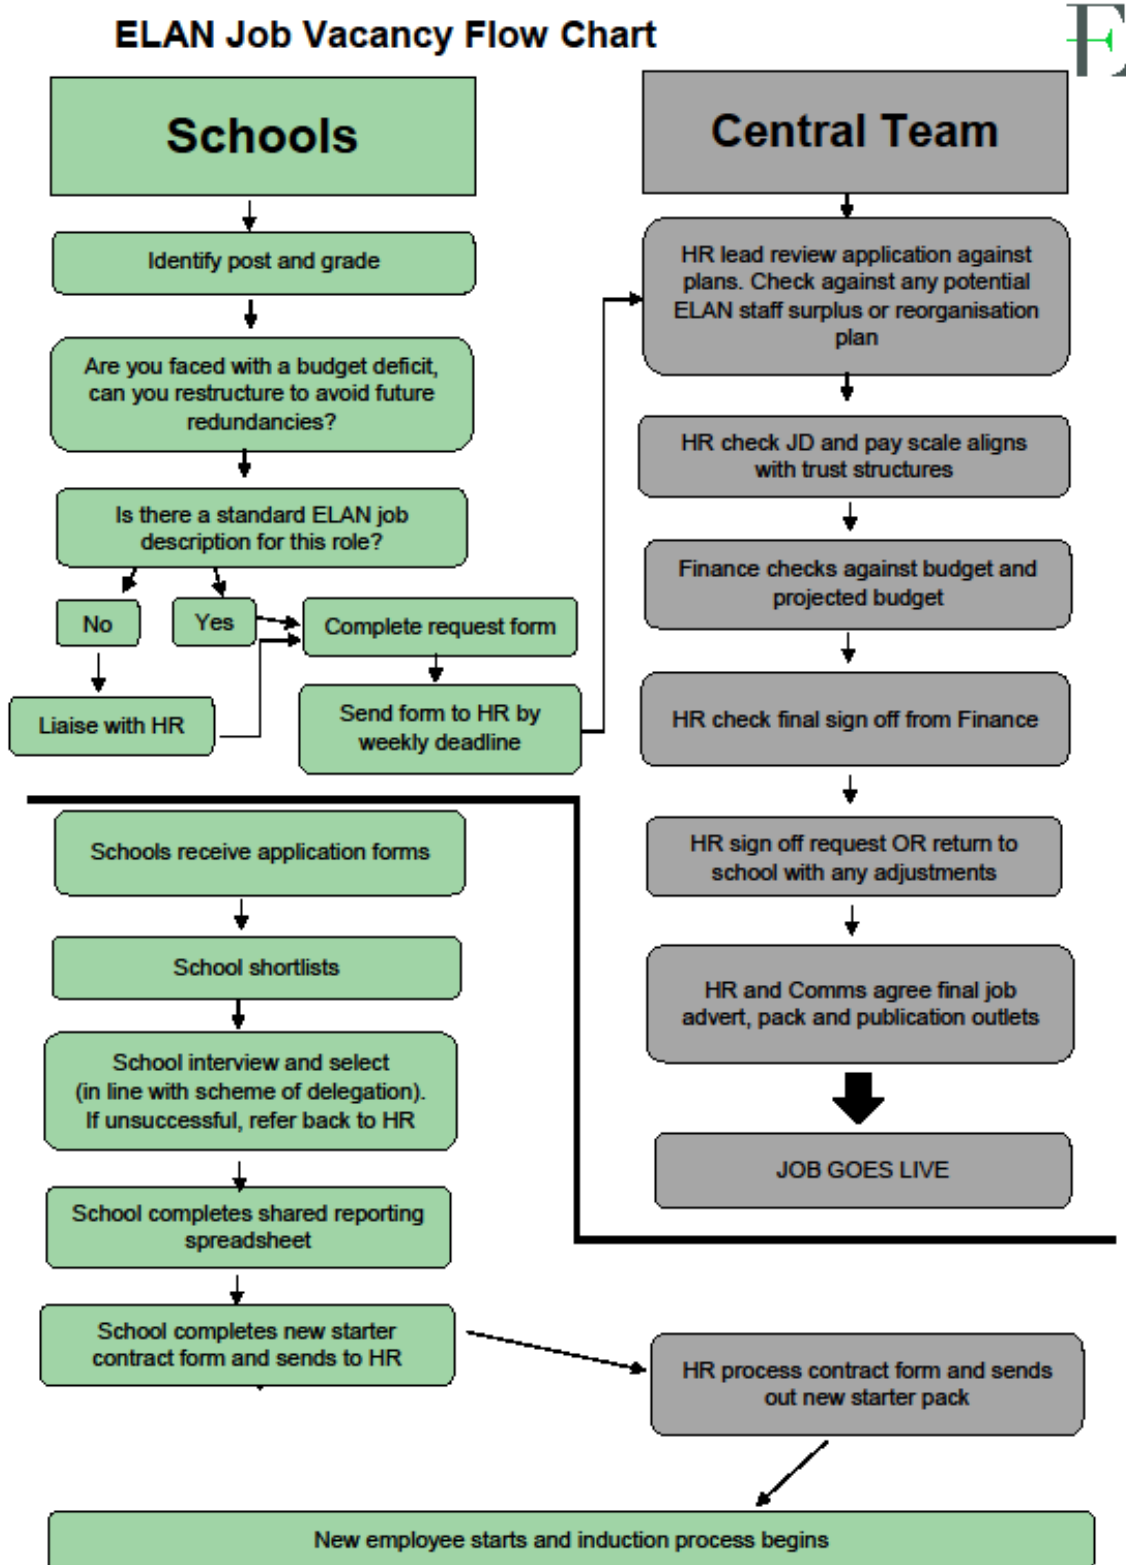 ELAN Job Vacancy Flow Chart
Schools
Identify post and grade
Are you faced with a budget deficit,
can you restructure to avoid future
redundancies?
Is there a standard ELAN job
description for this role?
No
Yes
Complete request form
Liaise with HR
Send form to HR by
weekly deadline
Central Team
HR lead review application against
plans. Check against any potential
ELAN staff surplus or reorganisation
plan
HR check JD and pay scale aligns
with trust structures
Finance checks against budget and
projected budget
HR check final sign off from Finance
HR sign off request OR return to
school with any adjustments
HR and Comms agree final job
advert, pack and publication outlets
JOB GOES LIVE
Schools receive application forms
School shortlists
School interview and select
(in line with scheme of delegation).
If unsuccessful, refer back to HR
School completes shared reporting
spreadsheet
School completes new starter
contract form and sends to HR
HR process contract form and sends
out new starter pack
New employee starts and induction process begins